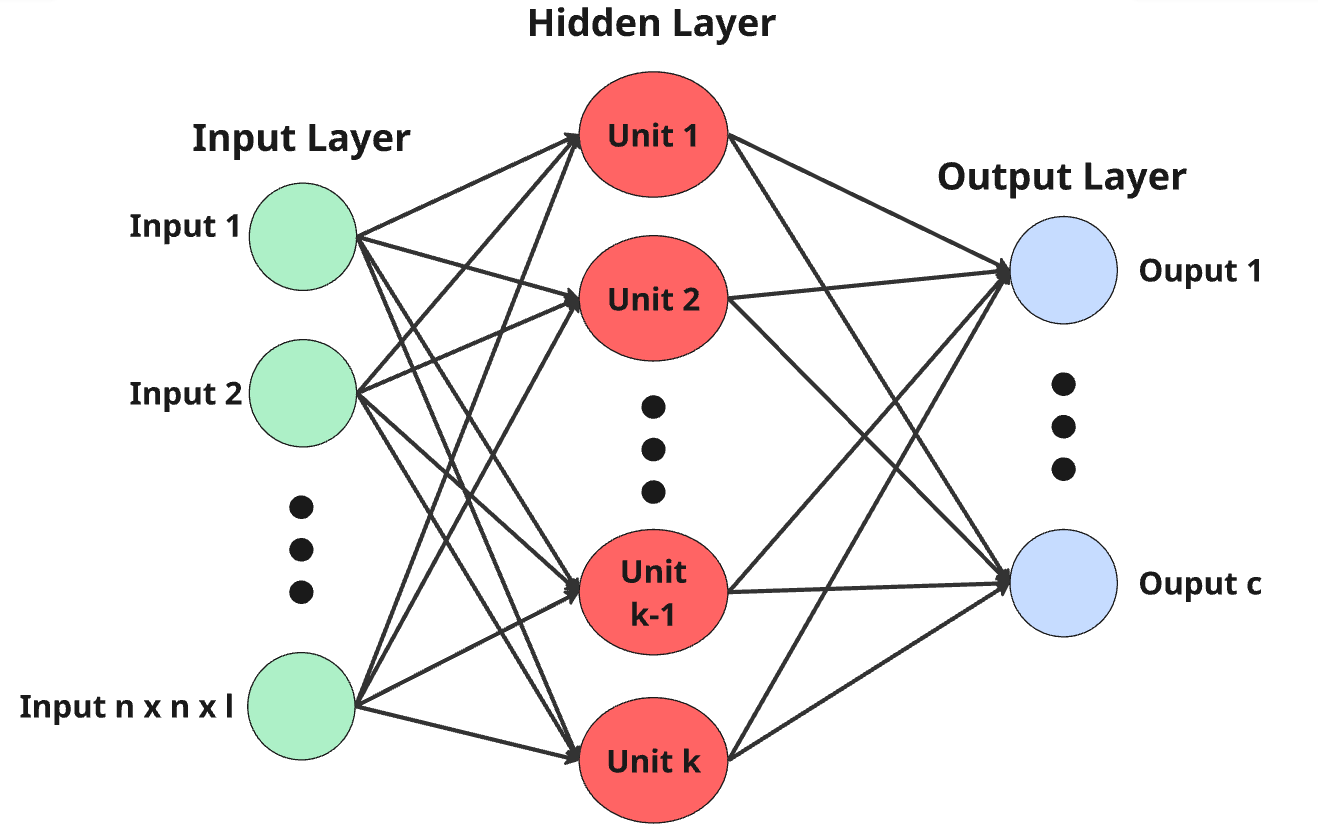 Hidden Layer
Input Layer
Output Layer
Input 1
Input 2
Input n x n x l
Unit 1
Unit 2
Unit
k-1
Unit k
Ouput 1
Ouput c